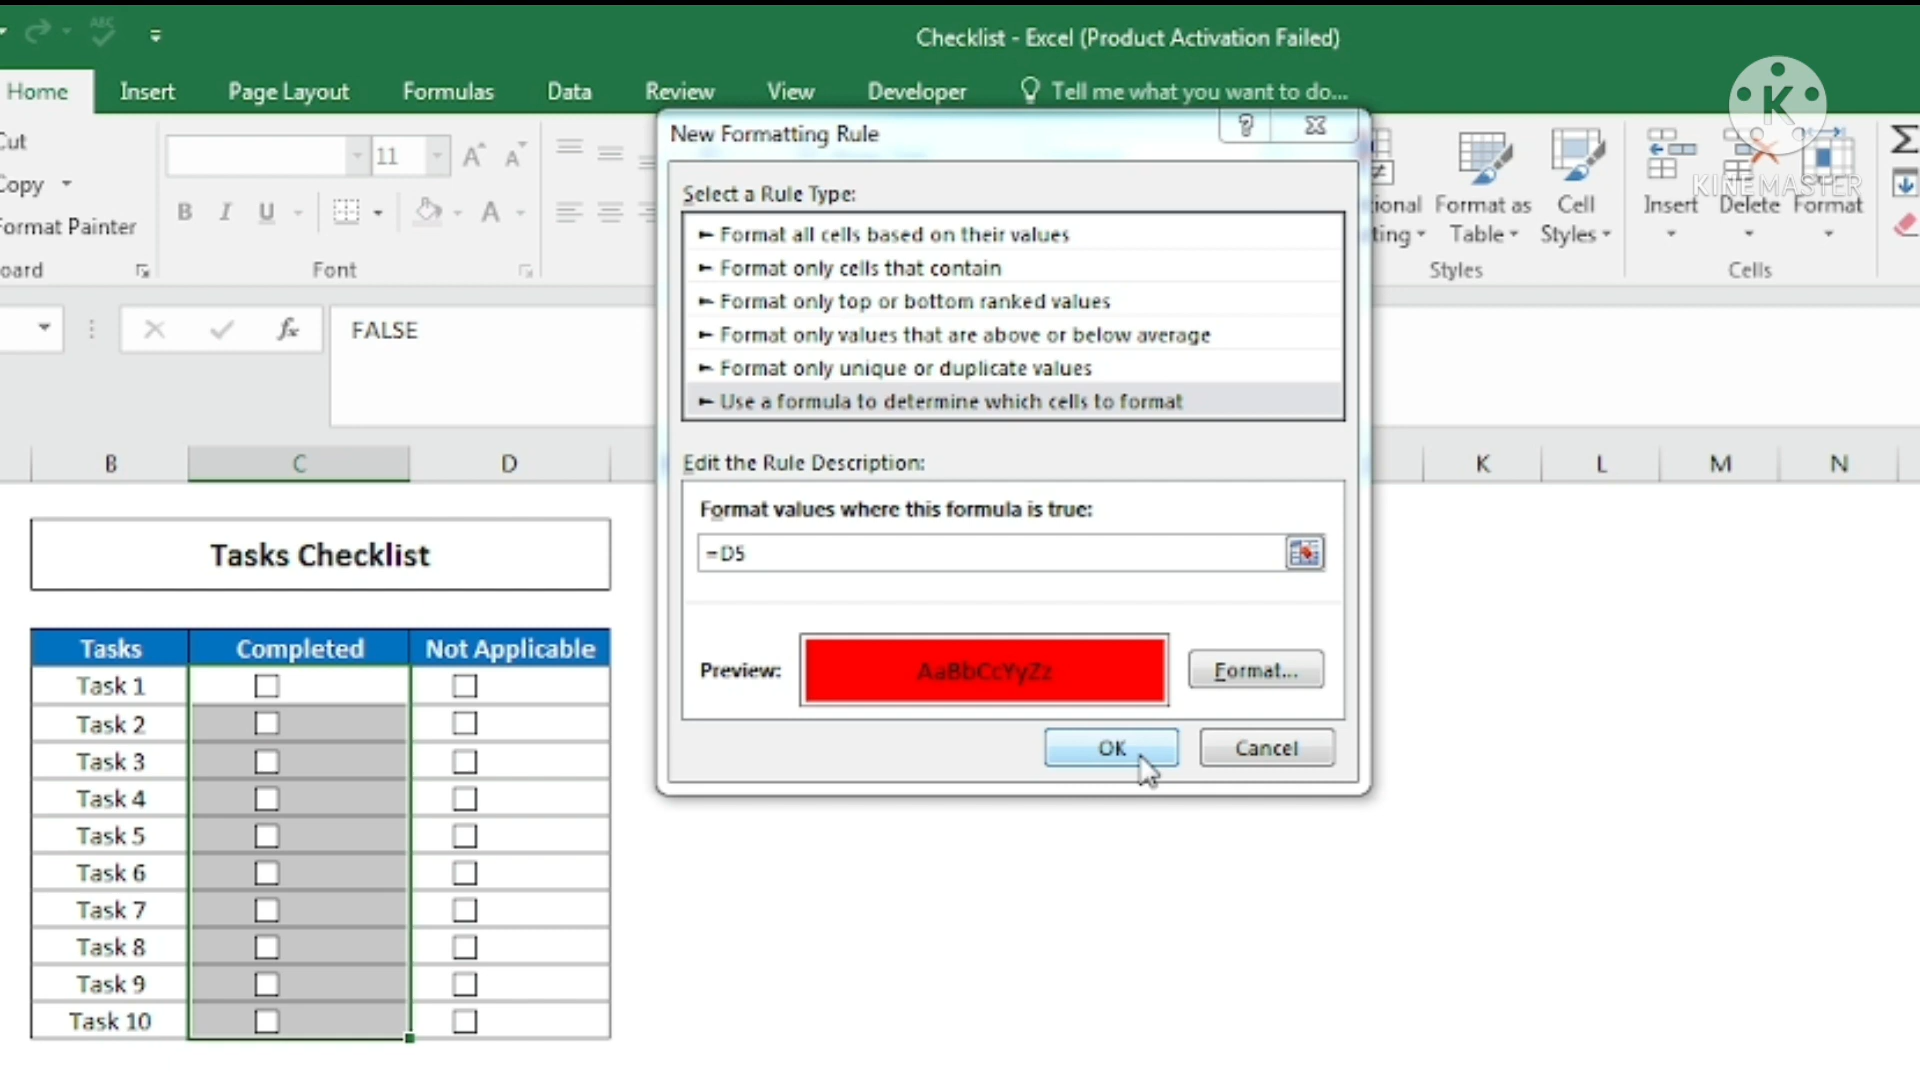 ABC
Checklist - Excel (Product Activation Failed)
Home Insert Page Layout Formulas Data Review View Developer Tell me what you want to do...
K
KINEMASTER
New Formatting Rule
?
Cut
Copy
Format Painter
oard
11
A A
B I U A
Font
Select a Rule Type:
► Format all cells based on their values
► Format only cells that contain
► Format only top or bottom ranked values
► Format only values that are above or below average
► Format only unique or duplicate values
► Use a formula to determine which cells to format
ional Format as Cell Insert Delete Format
ting Table Styles
Styles Cells
Σ
fx FALSE
B C D K L M N
Edit the Rule Description:
Format values where this formula is true:
=D5
Preview: AaBbCcYyZz Format...
OK Cancel
Tasks Checklist
Tasks Completed Not Applicable
Task 1
Task 2
Task 3
Task 4
Task 5
Task 6
Task 7
Task 8
Task 9
Task 10